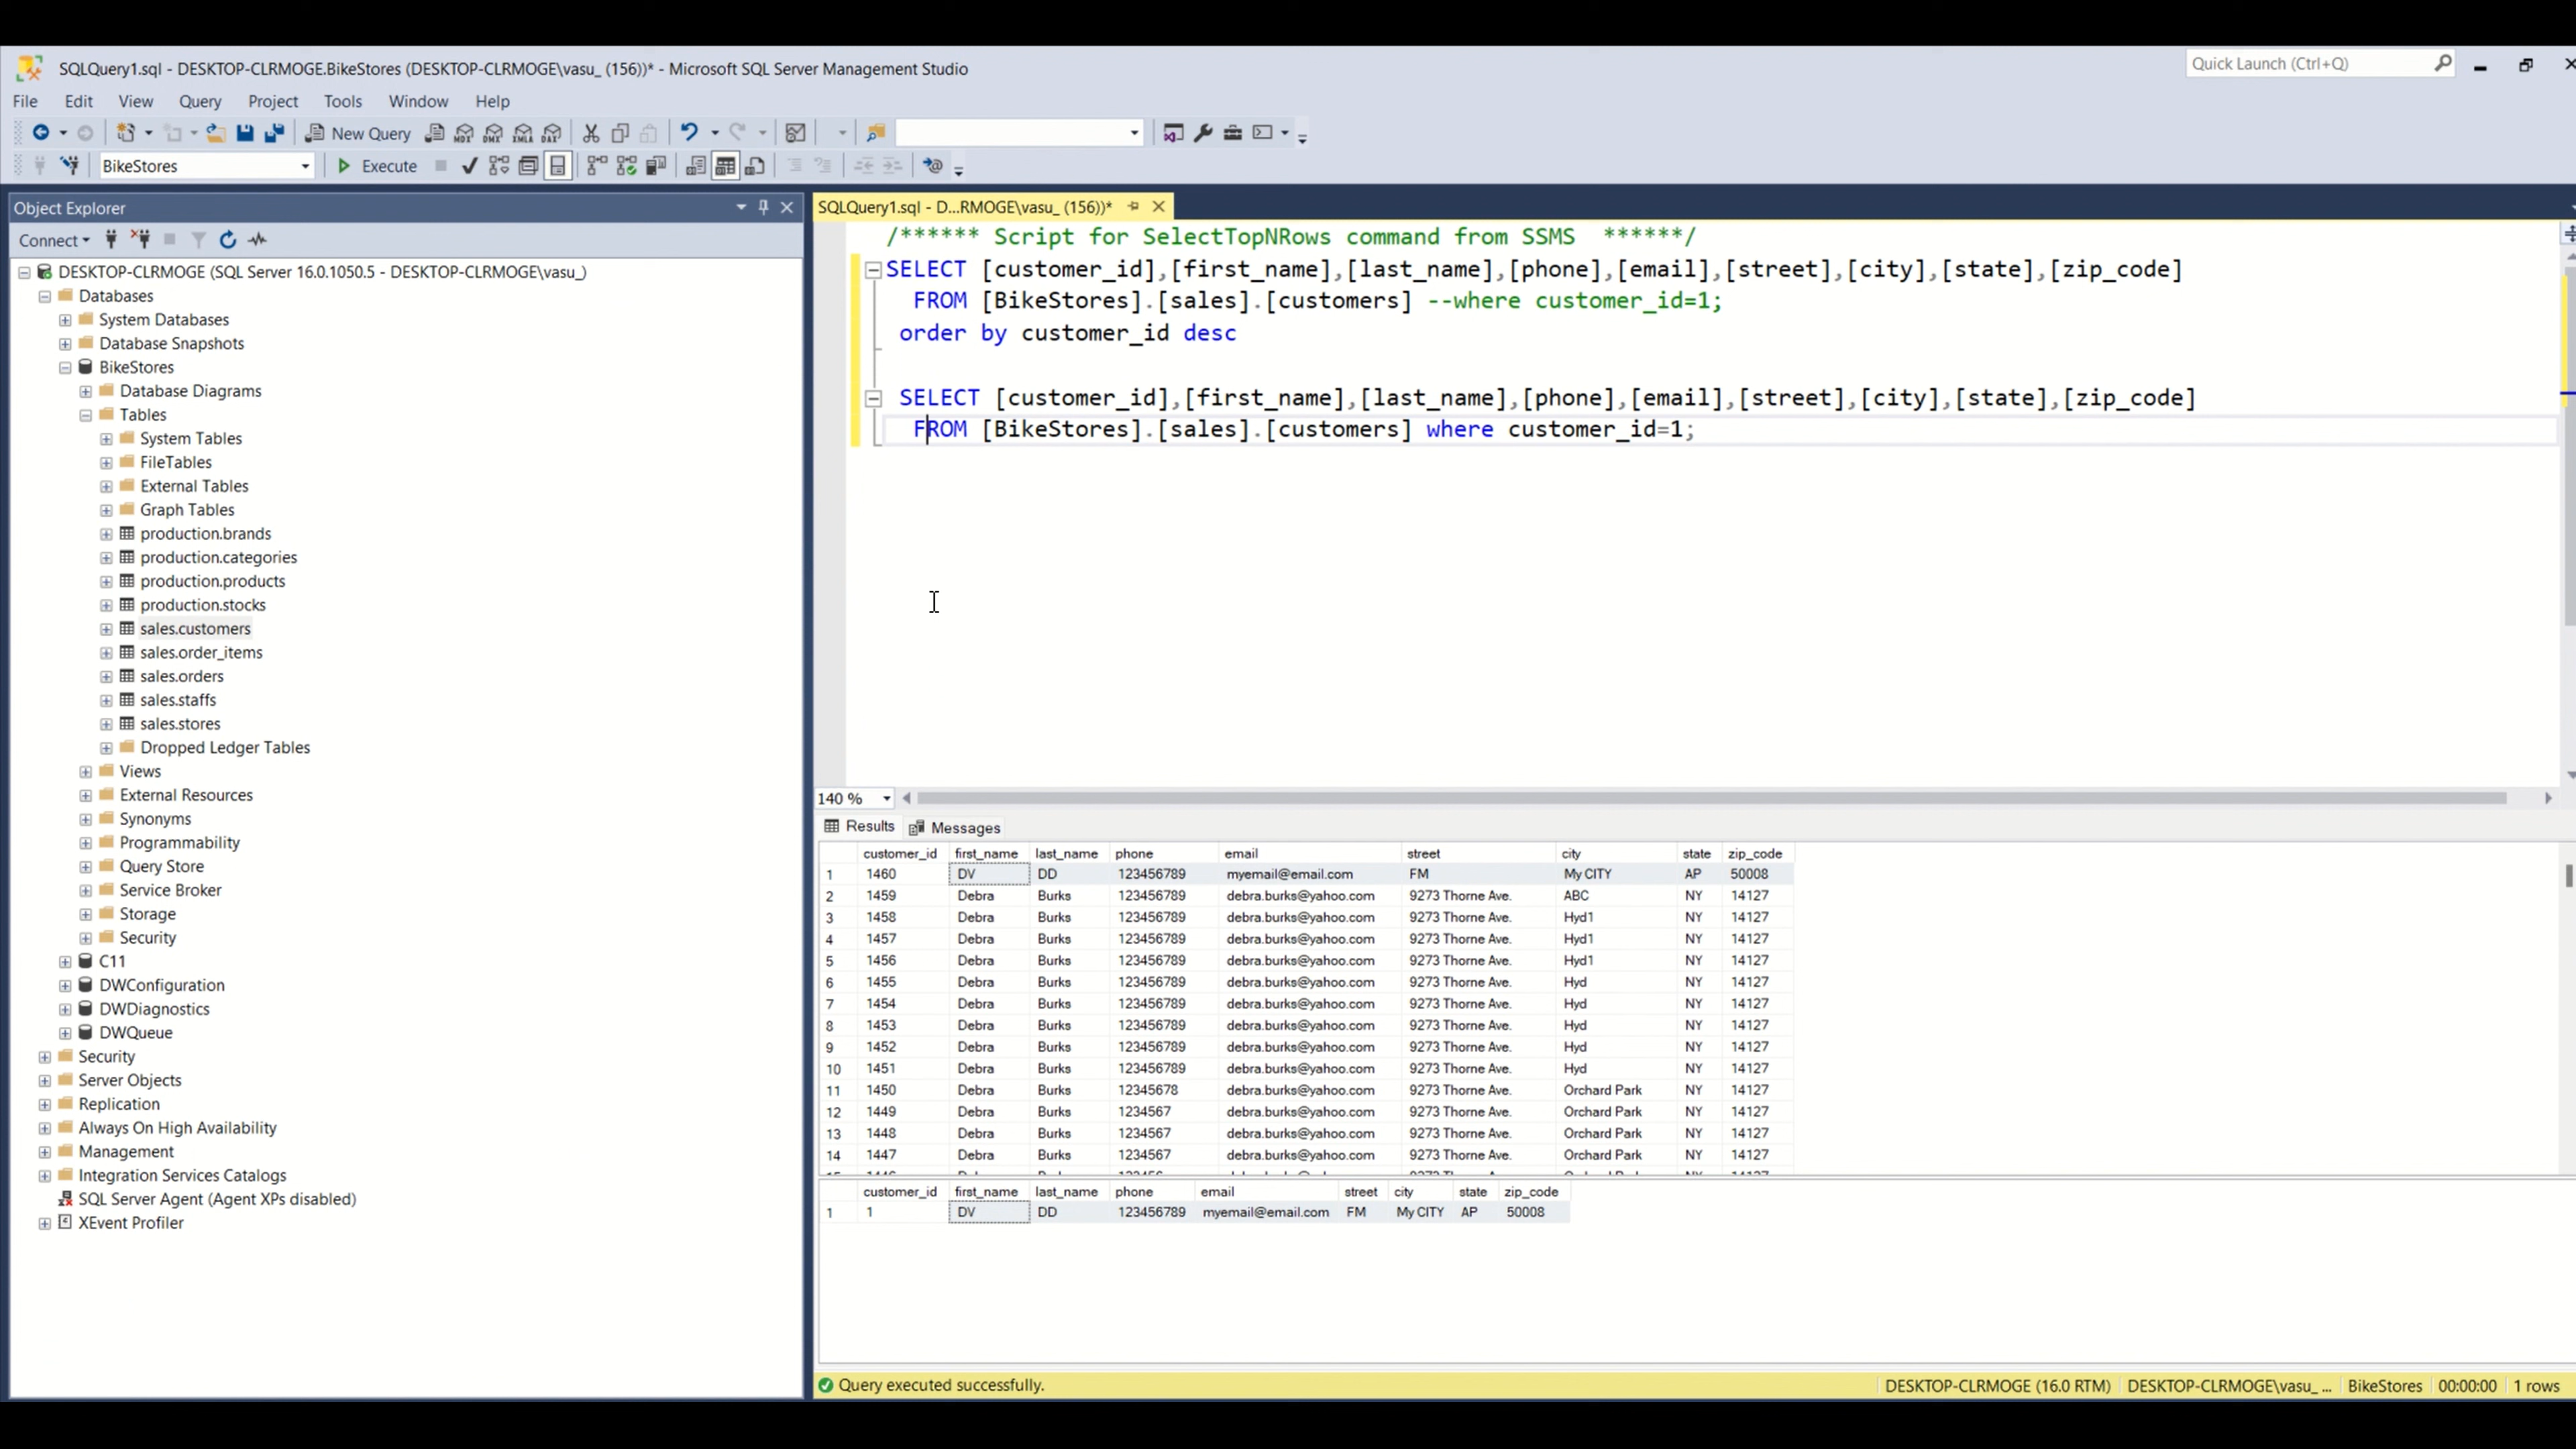 SQLQuery1.sql - DESKTOP-CLRMOGE.BikeStores (DESKTOP-CLRMOGE\vasu_ (156))* - Microsoft SQL Server Management Studio
Quick Launch (Ctrl+Q)
File Edit View Query Project Tools Window Help
New Query MDX DMX XMLA DAX
BikeStores Execute
Object Explorer
Connect
DESKTOP-CLRMOGE (SQL Server 16.0.1050.5 - DESKTOP-CLRMOGE\vasu_)
Databases
System Databases
Database Snapshots
BikeStores
Database Diagrams
Tables
System Tables
FileTables
External Tables
Graph Tables
production.brands
production.categories
production.products
production.stocks
sales.customers
sales.order_items
sales.orders
sales.staffs
sales.stores
Dropped Ledger Tables
Views
External Resources
Synonyms
Programmability
Query Store
Service Broker
Storage
Security
C11
DWConfiguration
DWDiagnostics
DWQueue
Security
Server Objects
Replication
Always On High Availability
Management
Integration Services Catalogs
SQL Server Agent (Agent XPs disabled)
XEvent Profiler
SQLQuery1.sql - D...RMOGE\vasu_ (156))*
/****** Script for SelectTopNRows command from SSMS ******/
SELECT [customer_id],[first_name],[last_name],[phone],[email],[street],[city],[state],[zip_code]
FROM [BikeStores].[sales].[customers] --where customer_id=1;
order by customer_id desc
SELECT [customer_id],[first_name],[last_name],[phone],[email],[street],[city],[state],[zip_code]
FROM [BikeStores].[sales].[customers] where customer_id=1;
140 %
Results Messages
customer_id first_name last_name phone email street city state zip_code
1 1460 DV DD 123456789 myemail@email.com FM My CITY AP 50008
2 1459 Debra Burks 123456789 debra.burks@yahoo.com 9273 Thorne Ave. ABC NY 14127
3 1458 Debra Burks 123456789 debra.burks@yahoo.com 9273 Thorne Ave. Hyd1 NY 14127
4 1457 Debra Burks 123456789 debra.burks@yahoo.com 9273 Thorne Ave. Hyd1 NY 14127
5 1456 Debra Burks 123456789 debra.burks@yahoo.com 9273 Thorne Ave. Hyd1 NY 14127
6 1455 Debra Burks 123456789 debra.burks@yahoo.com 9273 Thorne Ave. Hyd NY 14127
7 1454 Debra Burks 123456789 debra.burks@yahoo.com 9273 Thorne Ave. Hyd NY 14127
8 1453 Debra Burks 123456789 debra.burks@yahoo.com 9273 Thorne Ave. Hyd NY 14127
9 1452 Debra Burks 123456789 debra.burks@yahoo.com 9273 Thorne Ave. Hyd NY 14127
10 1451 Debra Burks 123456789 debra.burks@yahoo.com 9273 Thorne Ave. Hyd NY 14127
11 1450 Debra Burks 12345678 debra.burks@yahoo.com 9273 Thorne Ave. Orchard Park NY 14127
12 1449 Debra Burks 1234567 debra.burks@yahoo.com 9273 Thorne Ave. Orchard Park NY 14127
13 1448 Debra Burks 1234567 debra.burks@yahoo.com 9273 Thorne Ave. Orchard Park NY 14127
14 1447 Debra Burks 1234567 debra.burks@yahoo.com 9273 Thorne Ave. Orchard Park NY 14127
customer_id first_name last_name phone email street city state zip_code
1 1 DV DD 123456789 myemail@email.com FM My CITY AP 50008
Query executed successfully. DESKTOP-CLRMOGE (16.0 RTM) DESKTOP-CLRMOGE\vasu_ ... BikeStores 00:00:00 1 rows